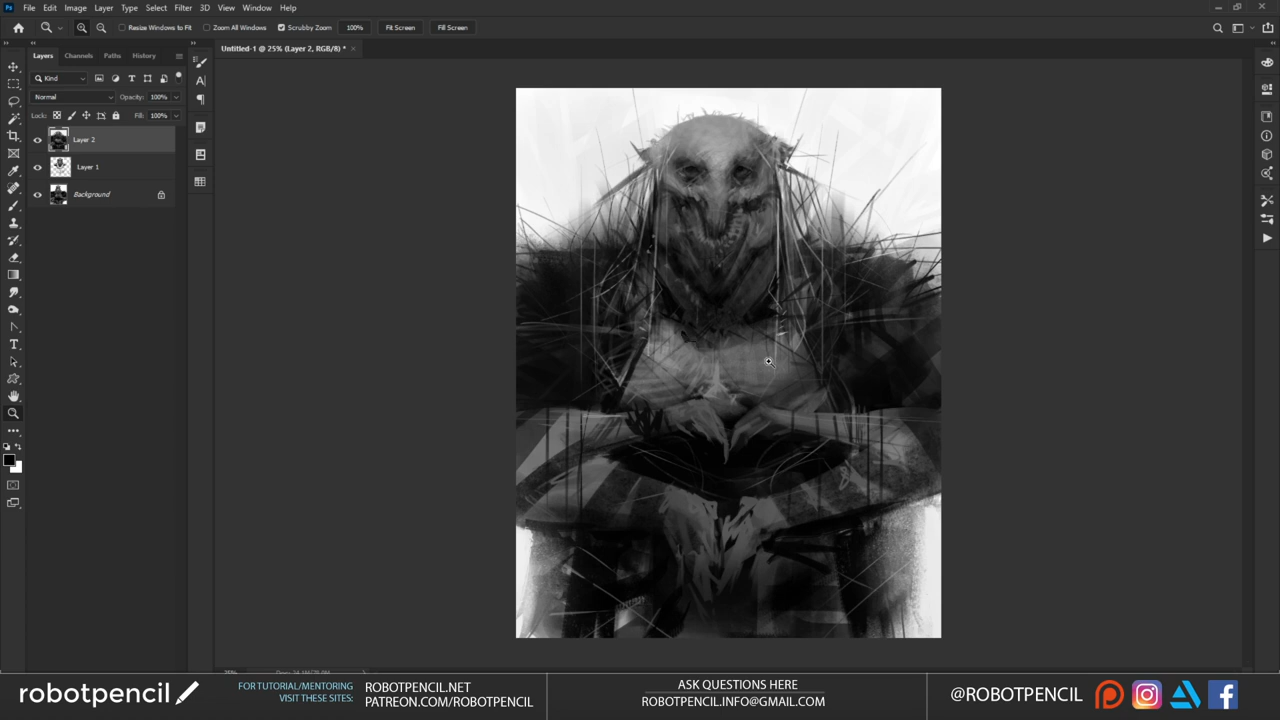 Ps File Edit Image Layer Type Select Filter 3D View Window Help
Resize Windows to Fit Zoom All Windows Scrubby Zoom 100% Fit Screen Fill Screen
Layers Channels Paths History
Untitled-1 @ 25% (Layer 2, RGB/8) *
Kind
Normal Opacity: 100%
Lock: Fill: 100%
Layer 2
Layer 1
Background
robotpencil
FOR TUTORIAL/MENTORING
VISIT THESE SITES:
ROBOTPENCIL.NET
PATREON.COM/ROBOTPENCIL
ASK QUESTIONS HERE
ROBOTPENCIL.INFO@GMAIL.COM
@ROBOTPENCIL